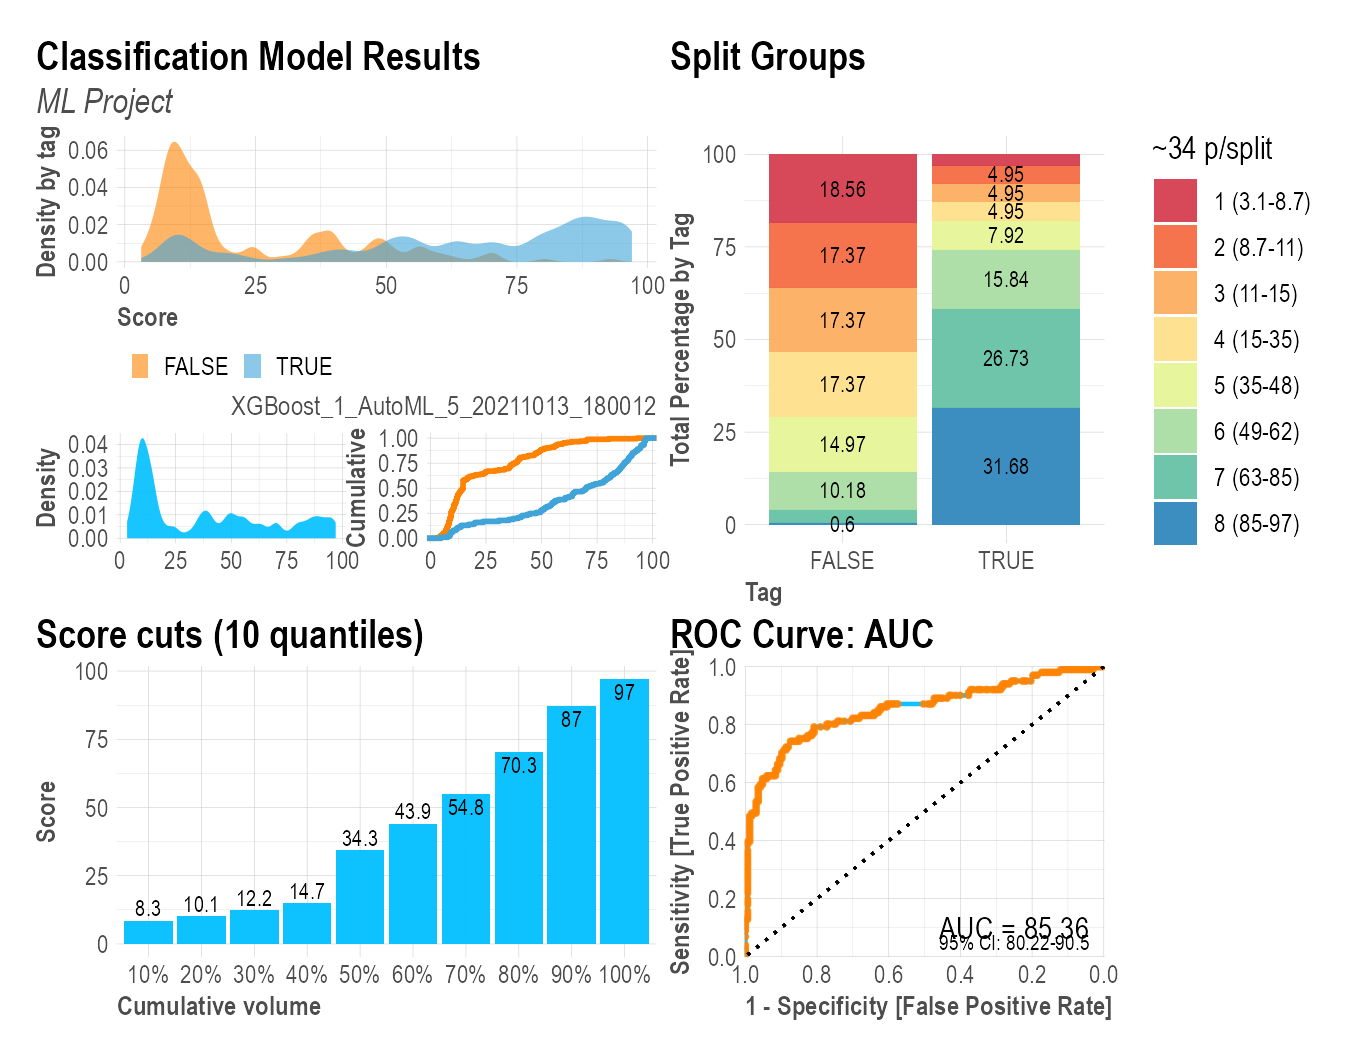 Classification Model Results
ML Project
Density by tag
0.06
0.04
0.02
0.00
0 25 50 75 100
Score
FALSE TRUE
XGBoost_1_AutoML_5_20211013_180012
Density
0.04
0.03
0.02
0.01
0.00
0 25 50 75 100
Cumulative
1.00
0.75
0.50
0.25
0.00
0 25 50 75 100
Split Groups
Total Percentage by Tag
100
75
50
25
0
18.56
17.37
17.37
17.37
14.97
10.18
0.6
4.95
4.95
4.95
7.92
15.84
26.73
31.68
FALSE TRUE
Tag
~34 p/split
1 (3.1-8.7)
2 (8.7-11)
3 (11-15)
4 (15-35)
5 (35-48)
6 (49-62)
7 (63-85)
8 (85-97)
Score cuts (10 quantiles)
Score
100
75
50
25
0
8.3 10.1 12.2 14.7 34.3 43.9 54.8 70.3 87 97
10% 20% 30% 40% 50% 60% 70% 80% 90% 100%
Cumulative volume
ROC Curve: AUC
Sensitivity [True Positive Rate]
1.0
0.8
0.6
0.4
0.2
0.0
AUC = 85.36
95% CI: 80.22-90.5
1.0 0.8 0.6 0.4 0.2 0.0
1 - Specificity [False Positive Rate]